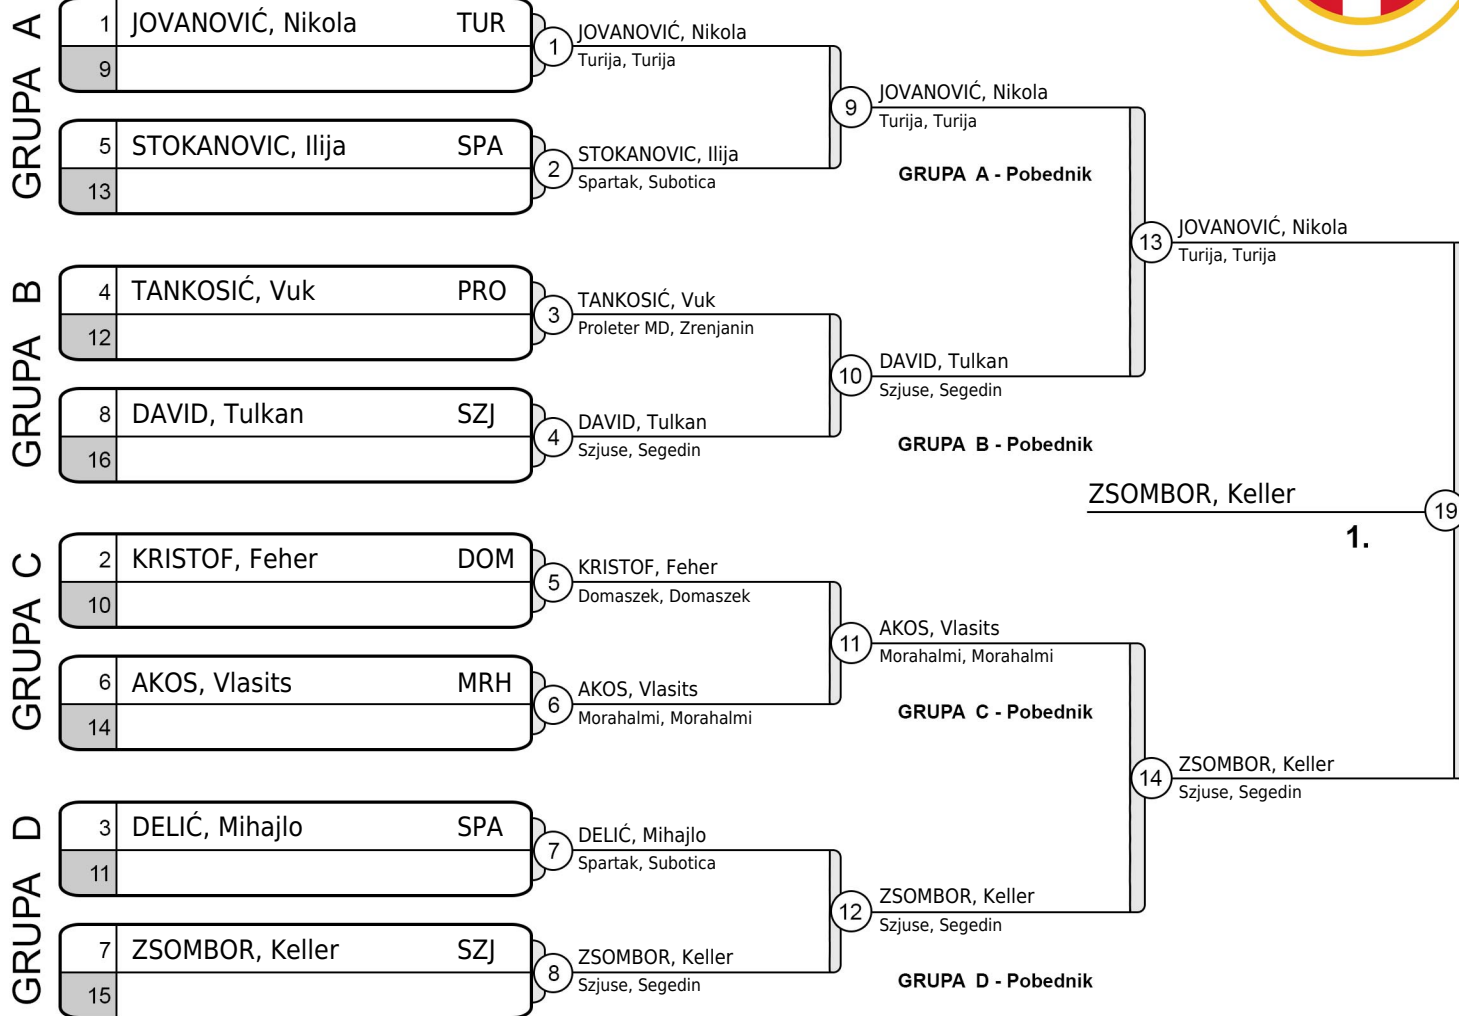 GRUPA A
1 JOVANOVIĆ, Nikola TUR
9
5 STOKANOVIC, Ilija SPA
13
GRUPA B
4 TANKOSIĆ, Vuk PRO
12
8 DAVID, Tulkan SZJ
16
GRUPA C
2 KRISTOF, Feher DOM
10
6 AKOS, Vlasits MRH
14
GRUPA D
3 DELIĆ, Mihajlo SPA
11
7 ZSOMBOR, Keller SZJ
15
1 JOVANOVIĆ, Nikola
Turija, Turija
2 STOKANOVIC, Ilija
Spartak, Subotica
3 TANKOSIĆ, Vuk
Proleter MD, Zrenjanin
4 DAVID, Tulkan
Szjuse, Segedin
5 KRISTOF, Feher
Domaszek, Domaszek
6 AKOS, Vlasits
Morahalmi, Morahalmi
7 DELIĆ, Mihajlo
Spartak, Subotica
8 ZSOMBOR, Keller
Szjuse, Segedin
9 JOVANOVIĆ, Nikola
Turija, Turija
GRUPA A - Pobednik
10 DAVID, Tulkan
Szjuse, Segedin
GRUPA B - Pobednik
11 AKOS, Vlasits
Morahalmi, Morahalmi
GRUPA C - Pobednik
12 ZSOMBOR, Keller
Szjuse, Segedin
GRUPA D - Pobednik
13 JOVANOVIĆ, Nikola
Turija, Turija
14 ZSOMBOR, Keller
Szjuse, Segedin
ZSOMBOR, Keller 19
1.